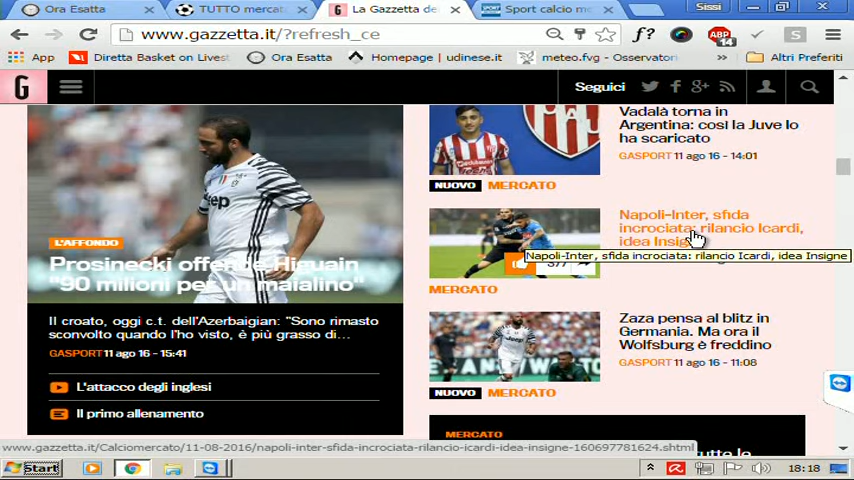 Ora Esatta
TUTTO mercat
La Gazzetta de
Sport calcio m
Sissi
www.gazzetta.it/?refresh_ce
f?
ABP
14
App
Diretta Basket on Livest
Ora Esatta
Homepage | udinese.it
meteo.fvg - Osservator
»
Altri Preferiti
G
Seguici
Vadalà torna in
Argentina: così la Juve lo
ha scaricato
GASPORT 11 ago 16 - 14:01
NUOVO MERCATO
Napoli-Inter, sfida
incrociata: rilancio Icardi,
idea Insig
Napoli-Inter, sfida incrociata: rilancio Icardi, idea Insigne
377
MERCATO
Zaza pensa al blitz in
Germania. Ma ora il
Wolfsburg è freddino
GASPORT 11 ago 16 - 11:08
NUOVO MERCATO
MERCATO
L'AFFONDO
Prosinecki offende Higuain
"90 milioni per un maialino"
Il croato, oggi c.t. dell'Azerbaigian: "Sono rimasto
sconvolto quando l'ho visto, è più grasso di...
GASPORT 11 ago 16 - 15:41
L'attacco degli inglesi
Il primo allenamento
www.gazzetta.it/Calciomercato/11-08-2016/napoli-inter-sfida-incrociata-rilancio-icardi-idea-insigne-160697781624.shtml
Start
18:18